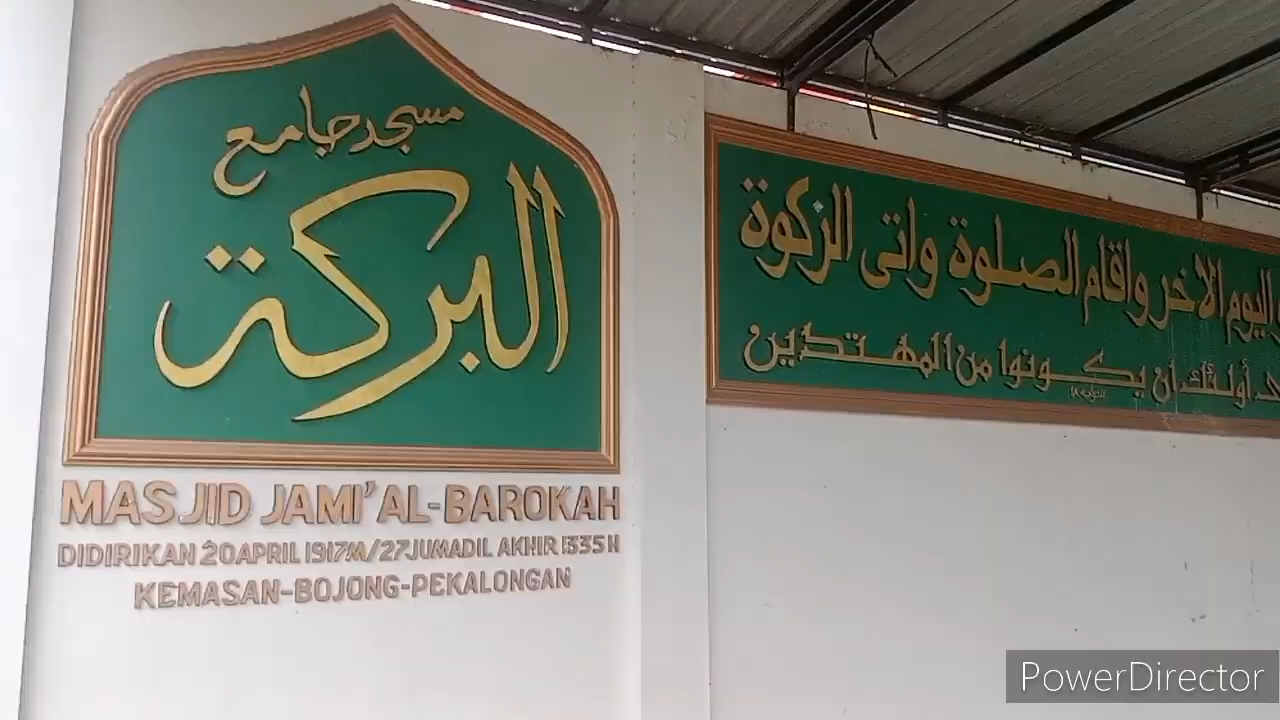 مسجد جامع
البركة
MASJID JAMI' AL-BAROKAH
DIDIRIKAN 20 APRIL 1917M/27 JUMADIL AKHIR 1335 H
KEMASAN-BOJONG-PEKALONGAN
اليوم الاخر واقام الصلوة واتى الزكوة
أولئك ان يكونوا من المهتدين
PowerDirector